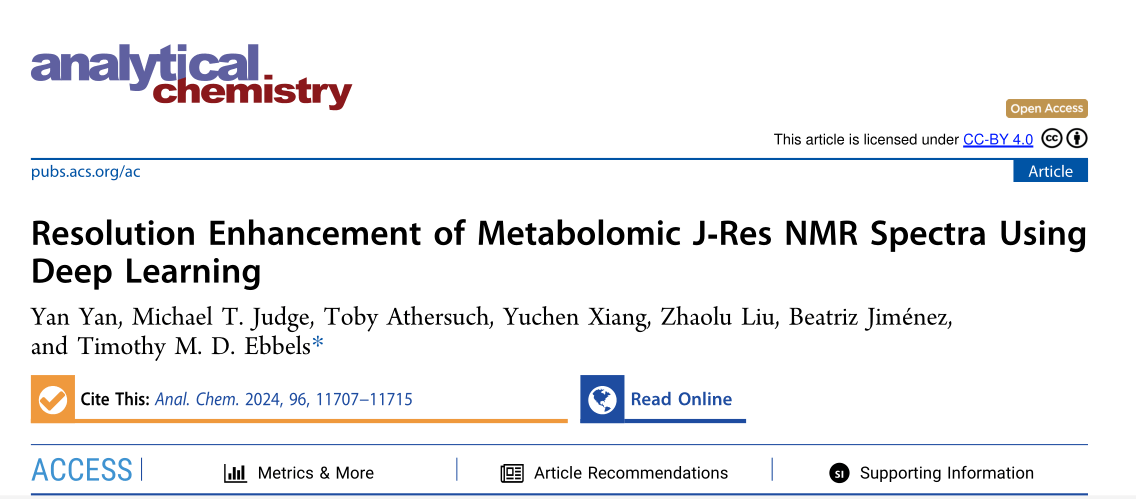 analytical
chemistry
Open Access
This article is licensed under CC-BY 4.0
cc
pubs.acs.org/ac
Article
Resolution Enhancement of Metabolomic J-Res NMR Spectra Using
Deep Learning
Yan Yan, Michael T. Judge, Toby Athersuch, Yuchen Xiang, Zhaolu Liu, Beatriz Jiménez,
and Timothy M. D. Ebbels*
Cite This: Anal. Chem. 2024, 96, 11707–11715
Read Online
ACCESS
Metrics & More
Article Recommendations
SI Supporting Information